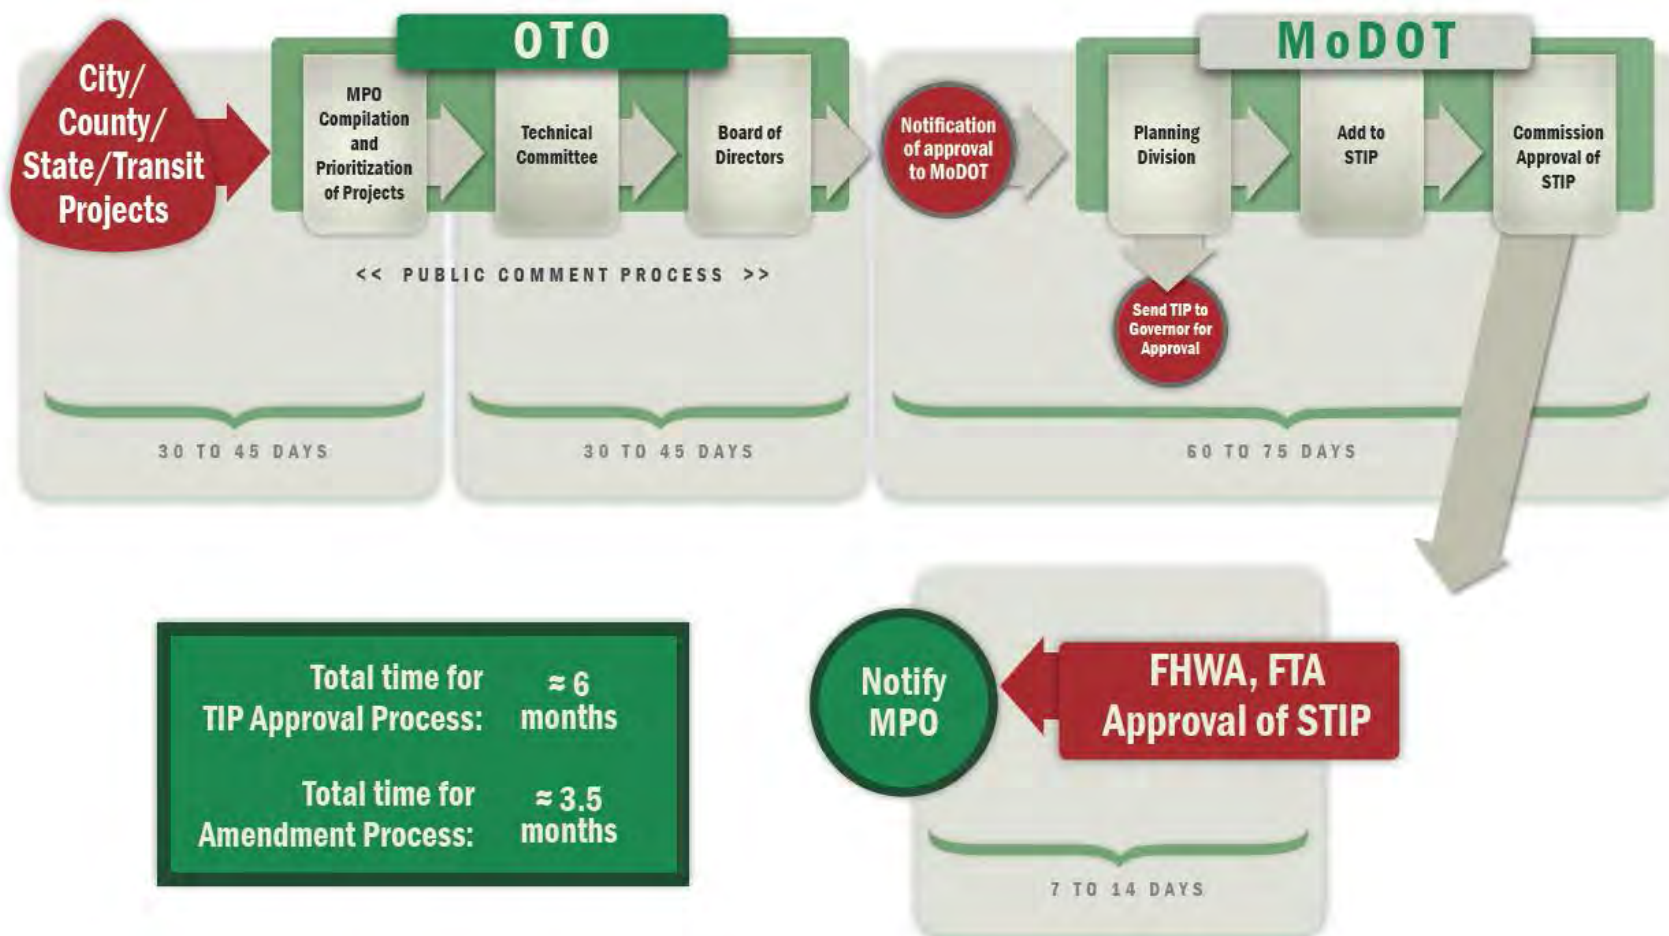 City/
County/
State/Transit
Projects
OTO
MPO
Compilation
and
Prioritization
of Projects
Technical
Committee
Board of
Directors
<< PUBLIC COMMENT PROCESS >>
Notification
of approval
to MoDOT
MoDOT
Planning
Division
Add to
STIP
Commission
Approval of
STIP
Send TIP to
Governor for
Approval
30 TO 45 DAYS
30 TO 45 DAYS
60 TO 75 DAYS
FHWA, FTA
Approval of STIP
Notify
MPO
7 TO 14 DAYS
Total time for
TIP Approval Process:
≈ 6
months
Total time for
Amendment Process:
≈ 3.5
months